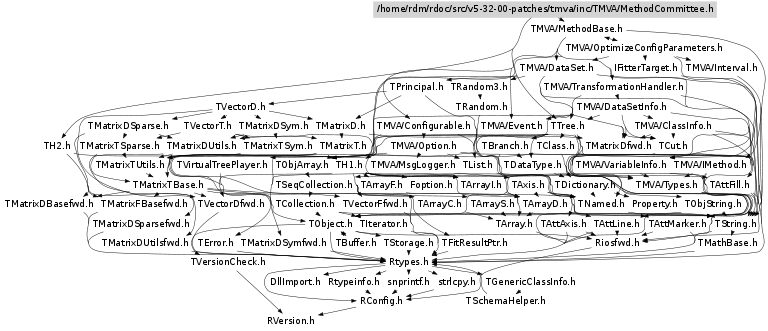 /home/rdm/rdoc/src/v5-32-00-patches/tmva/inc/TMVA/MethodCommittee.h
TMVA/MethodBase.h
TMVA/OptimizeConfigParameters.h
TMVA/DataSet.h IFitterTarget.h TMVA/Interval.h
TPrincipal.h TRandom3.h TMVA/TransformationHandler.h
TVectorD.h TRandom.h TMVA/DataSetInfo.h
TMatrixDSparse.h TVectorT.h TMatrixDSym.h TMatrixD.h TMVA/Configurable.h TMVA/Event.h TTree.h TMVA/ClassInfo.h
TH2.h TMatrixTSparse.h TMatrixDUtils.h TMatrixTSym.h TMatrixT.h TMVA/Option.h TBranch.h TClass.h TMatrixDfwd.h TCut.h
TMatrixTUtils.h TVirtualTreePlayer.h TObjArray.h TH1.h TMVA/MsgLogger.h TList.h TDataType.h TMVA/VariableInfo.h TMVA/IMethod.h
TMatrixTBase.h TSeqCollection.h TArrayF.h Foption.h TArrayI.h TAxis.h TDictionary.h TMVA/Types.h TAttFill.h
TMatrixDBasefwd.h TMatrixFBasefwd.h TVectorDfwd.h TCollection.h TVectorFfwd.h TArrayC.h TArrayS.h TArrayD.h TNamed.h Property.h TObjString.h
TMatrixDSparsefwd.h TObject.h TIterator.h TArray.h TAttAxis.h TAttLine.h TAttMarker.h TString.h
TMatrixDUtilsfwd.h TError.h TMatrixDSymfwd.h TBuffer.h TStorage.h TFitResultPtr.h Riosfwd.h TMathBase.h
TVersionCheck.h Rtypes.h
DllImport.h Rtypeinfo.h snprintf.h strlcpy.h TGenericClassInfo.h
RConfig.h TSchemaHelper.h
RVersion.h